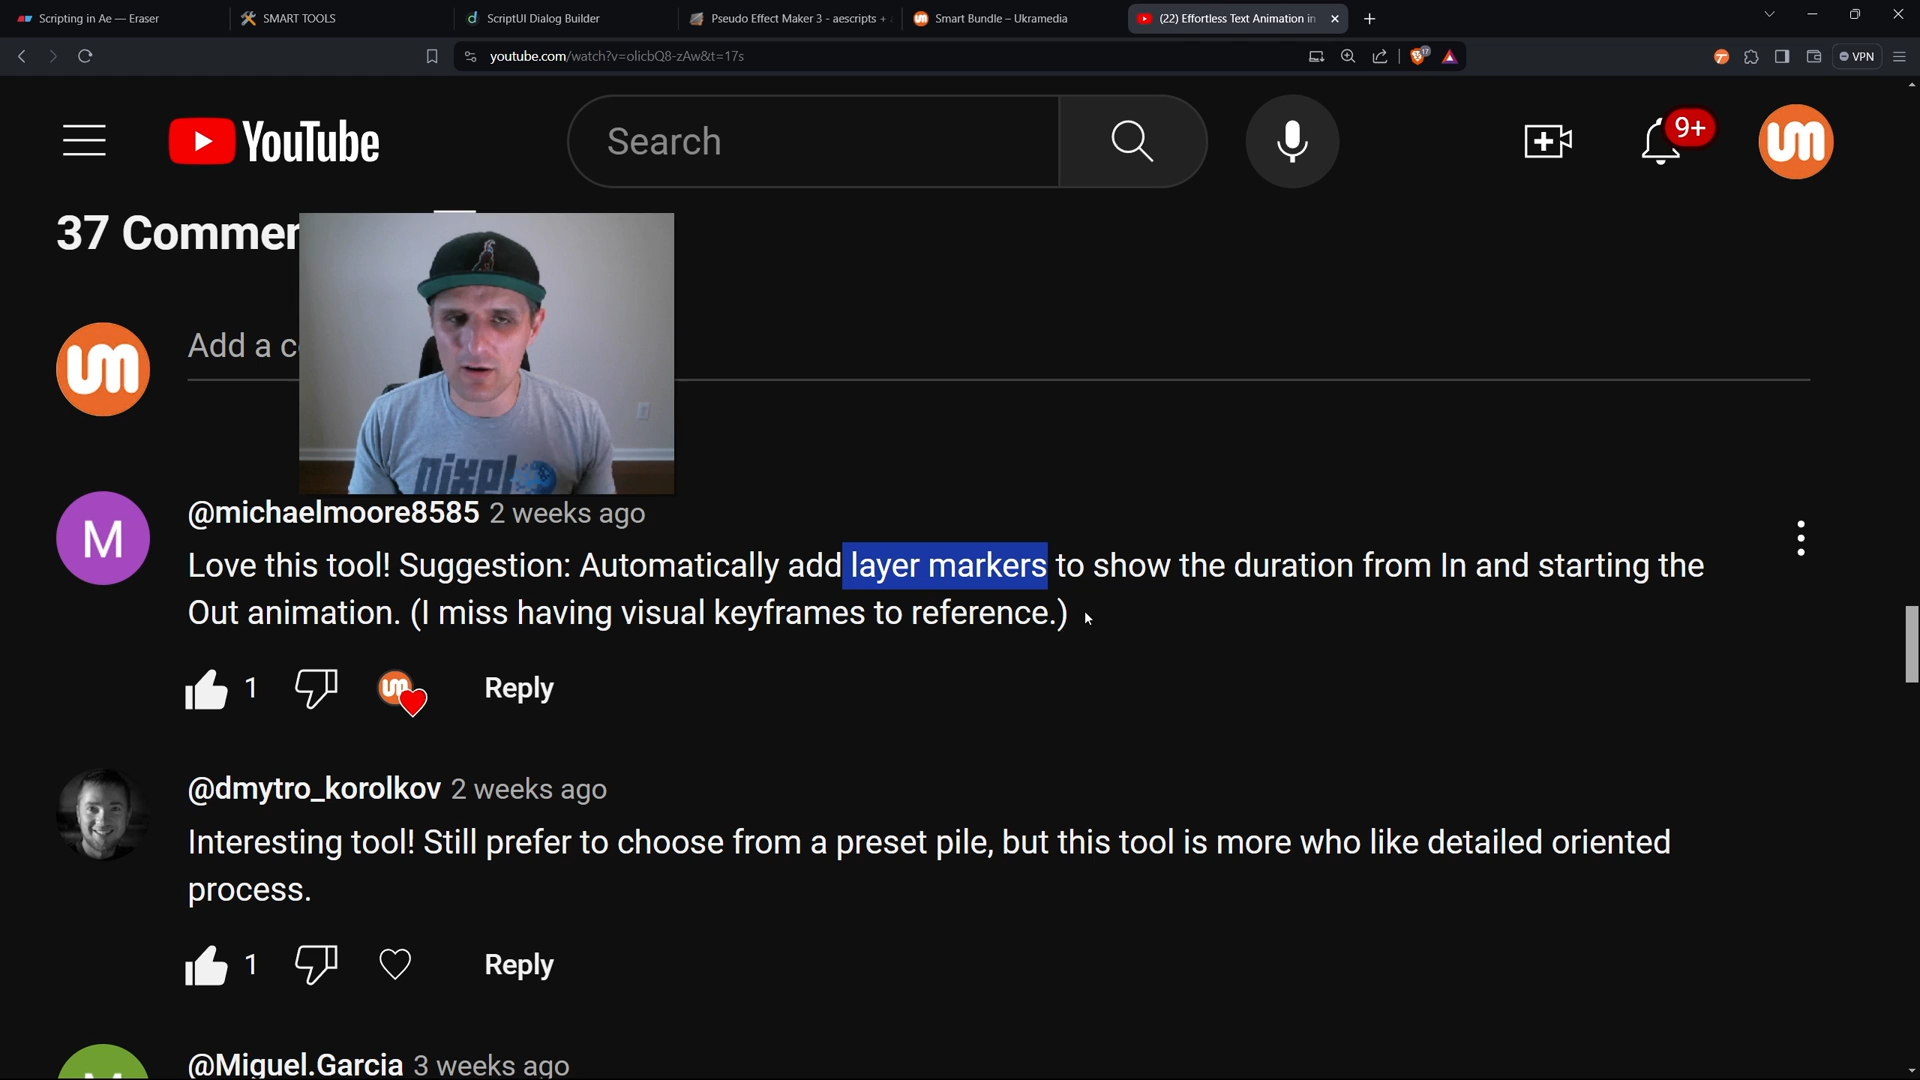 Scripting in Ae — Eraser
SMART TOOLS
ScriptUI Dialog Builder
Pseudo Effect Maker 3 - aescripts +
Smart Bundle – Ukramedia
(22) Effortless Text Animation in
youtube.com/watch?v=olicbQ8-zAw&t=17s
17
VPN
YouTube
Search
9+
um
37 Commen
um
Add a c
pixel
M
@michaelmoore8585 2 weeks ago
Love this tool! Suggestion: Automatically add layer markers to show the duration from In and starting the
Out animation. (I miss having visual keyframes to reference.)
1
um
Reply
@dmytro_korolkov 2 weeks ago
Interesting tool! Still prefer to choose from a preset pile, but this tool is more who like detailed oriented
process.
1
Reply
@Miguel.Garcia 3 weeks ago